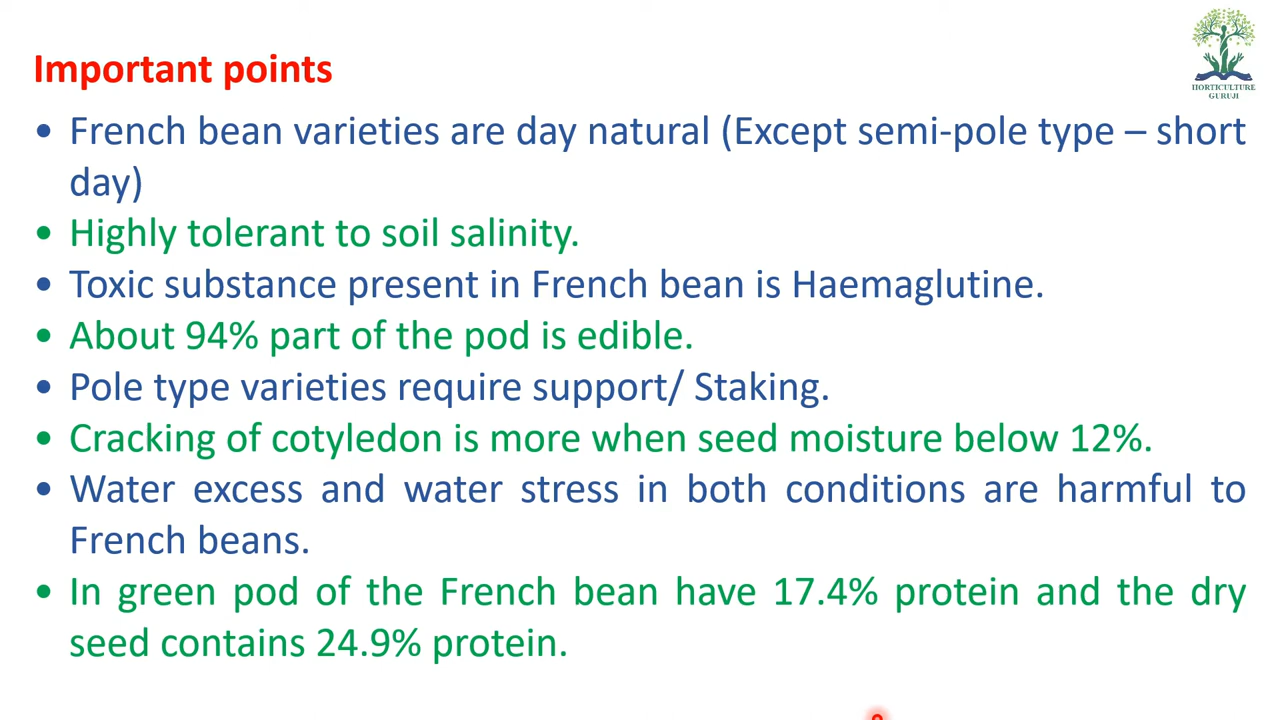 HORTICULTURE
GURUJI
Important points
• French bean varieties are day natural (Except semi-pole type – short
day)
• Highly tolerant to soil salinity.
• Toxic substance present in French bean is Haemaglutine.
• About 94% part of the pod is edible.
• Pole type varieties require support/ Staking.
• Cracking of cotyledon is more when seed moisture below 12%.
• Water excess and water stress in both conditions are harmful to
French beans.
• In green pod of the French bean have 17.4% protein and the dry
seed contains 24.9% protein.